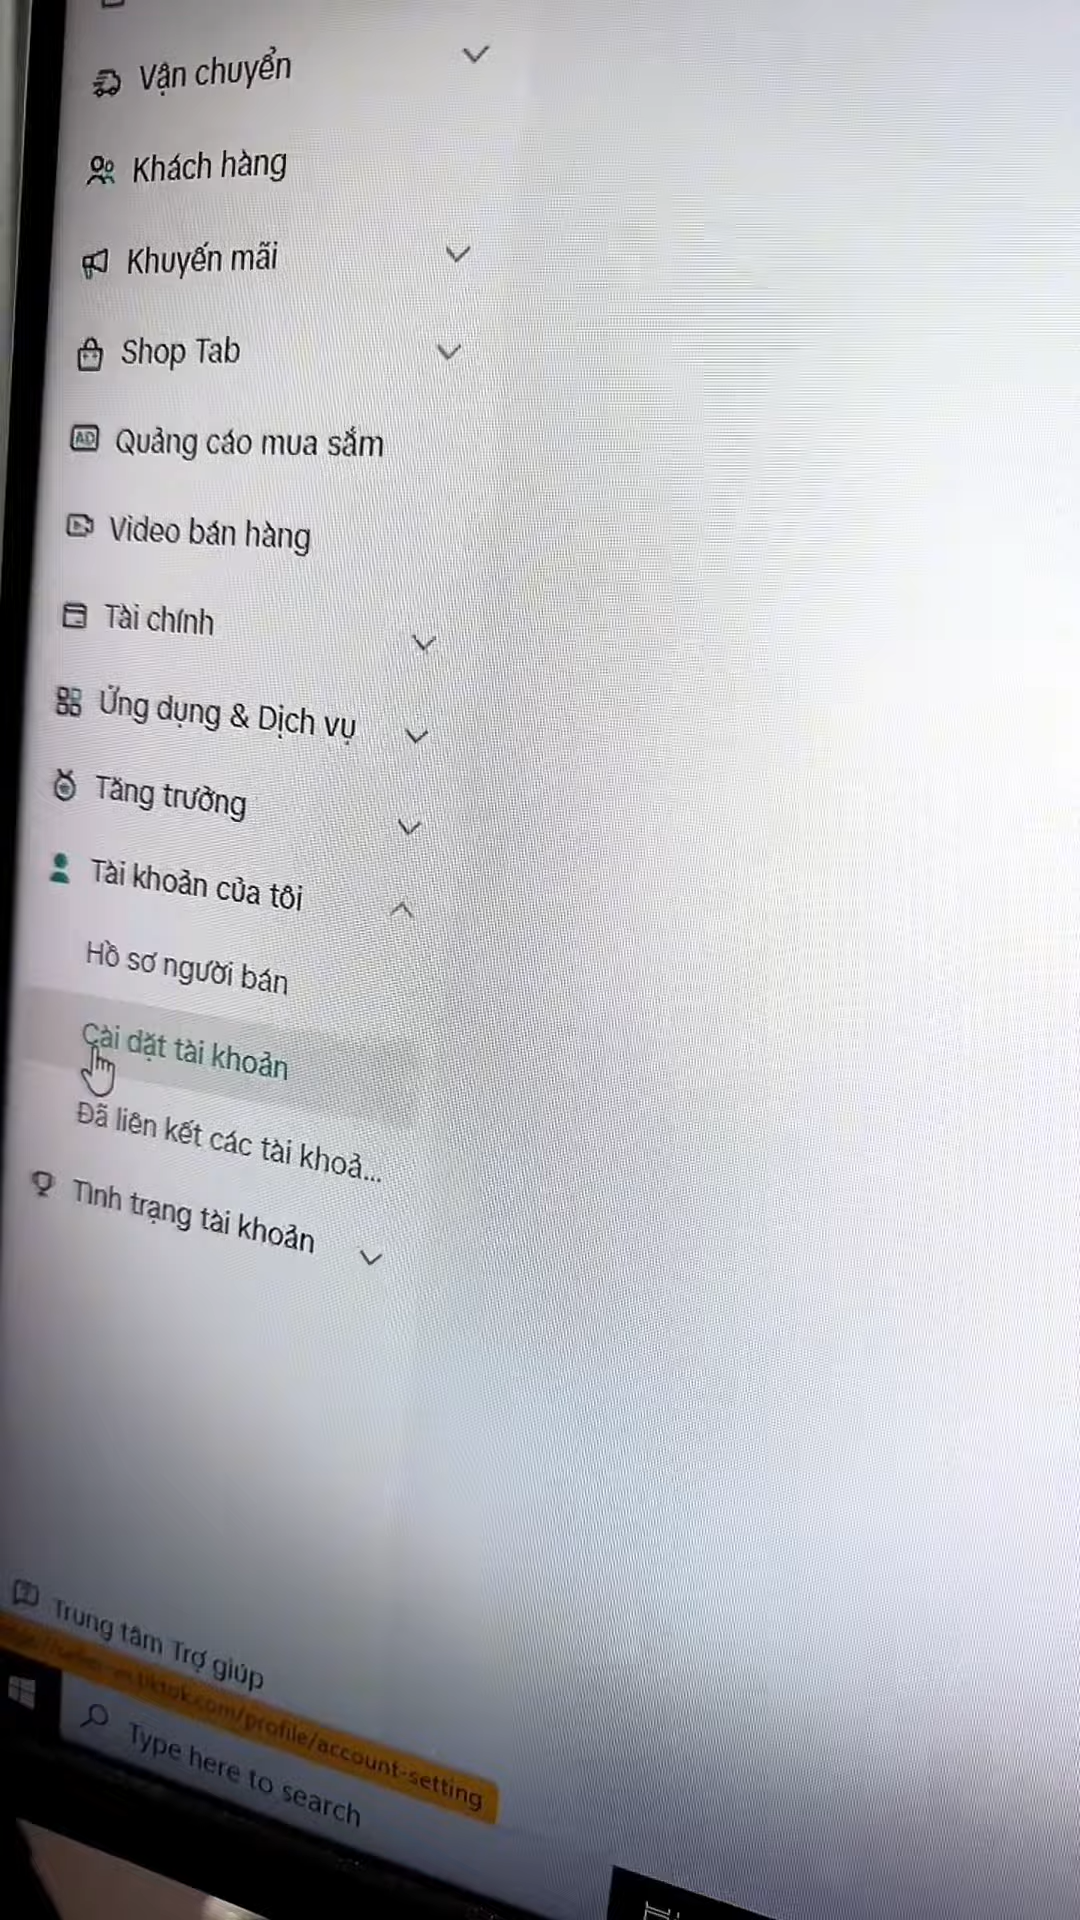 Vận chuyển
Khách hàng
Khuyến mãi
Shop Tab
AD Quảng cáo mua sắm
Video bán hàng
Tài chính
Ứng dụng & Dịch vụ
Tăng trưởng
Tài khoản của tôi
Hồ sơ người bán
Cài đặt tài khoản
Đã liên kết các tài khoả...
Tình trạng tài khoản
Trung tâm Trợ giúp
tiktok.com/profile/account-setting
Type here to search